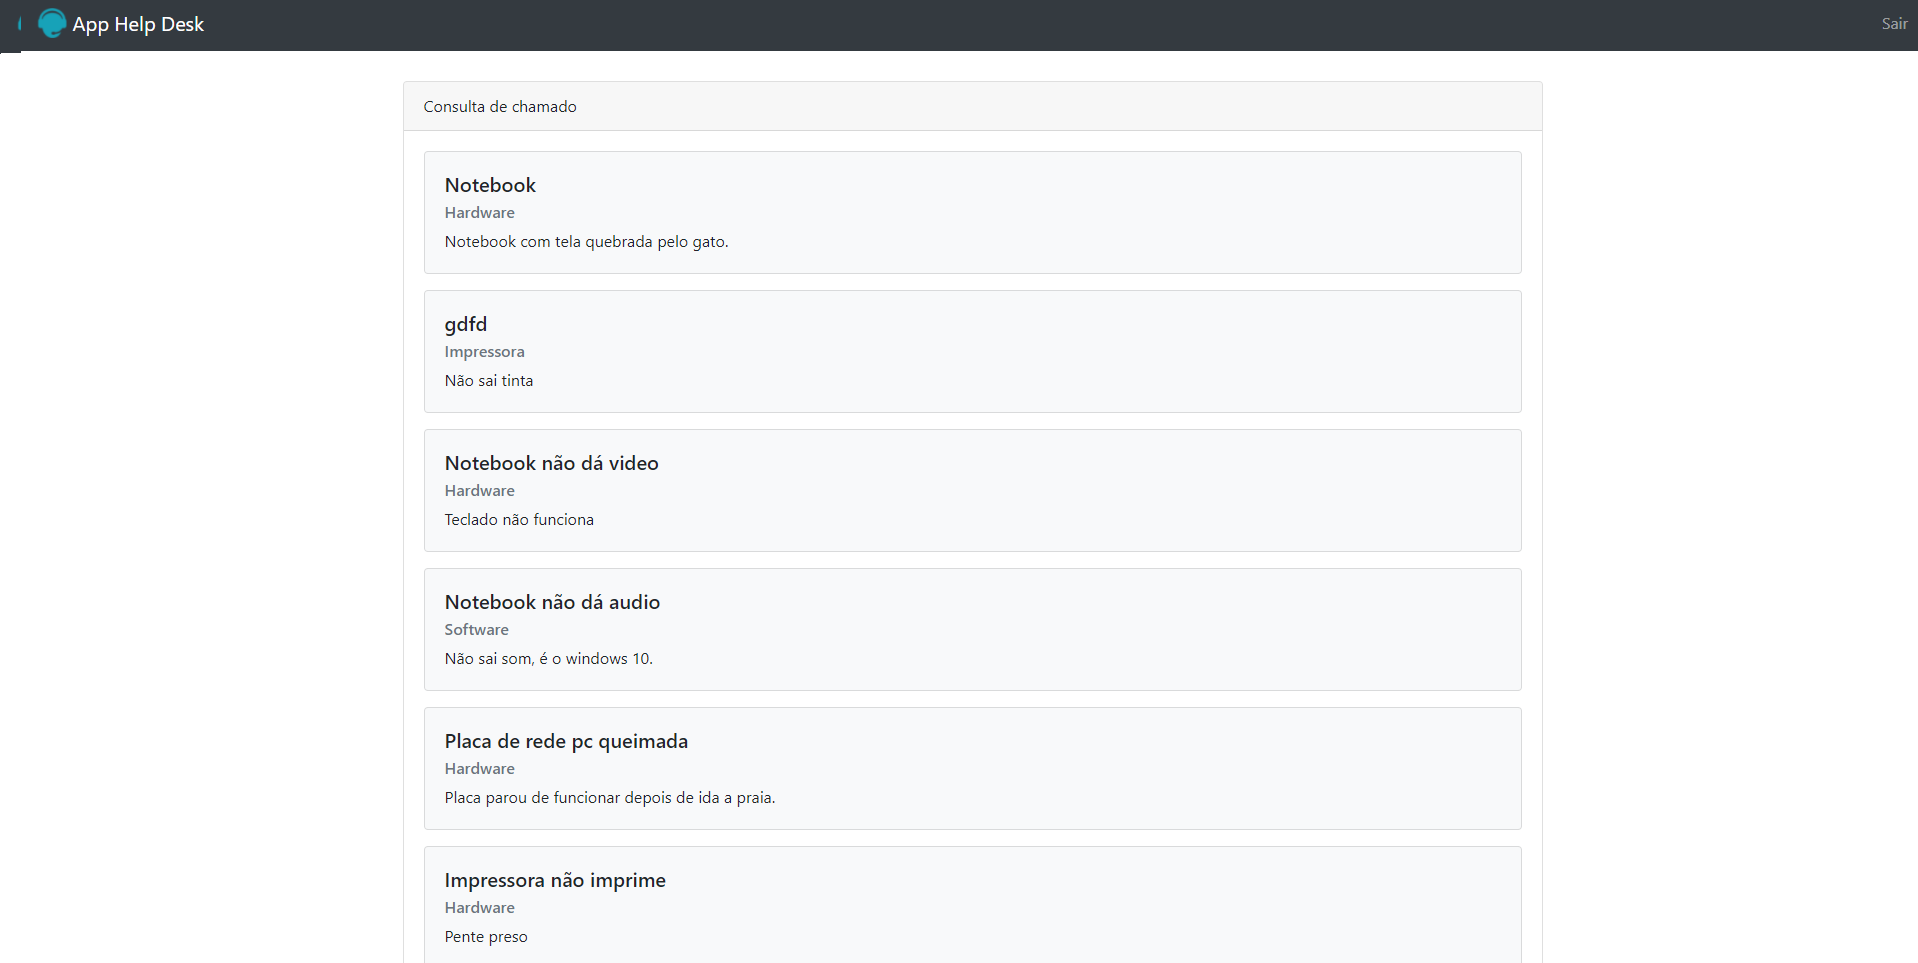 App Help Desk
Sair
Consulta de chamado
Notebook
Hardware
Notebook com tela quebrada pelo gato.
gdfd
Impressora
Não sai tinta
Notebook não dá video
Hardware
Teclado não funciona
Notebook não dá audio
Software
Não sai som, é o windows 10.
Placa de rede pc queimada
Hardware
Placa parou de funcionar depois de ida a praia.
Impressora não imprime
Hardware
Pente preso